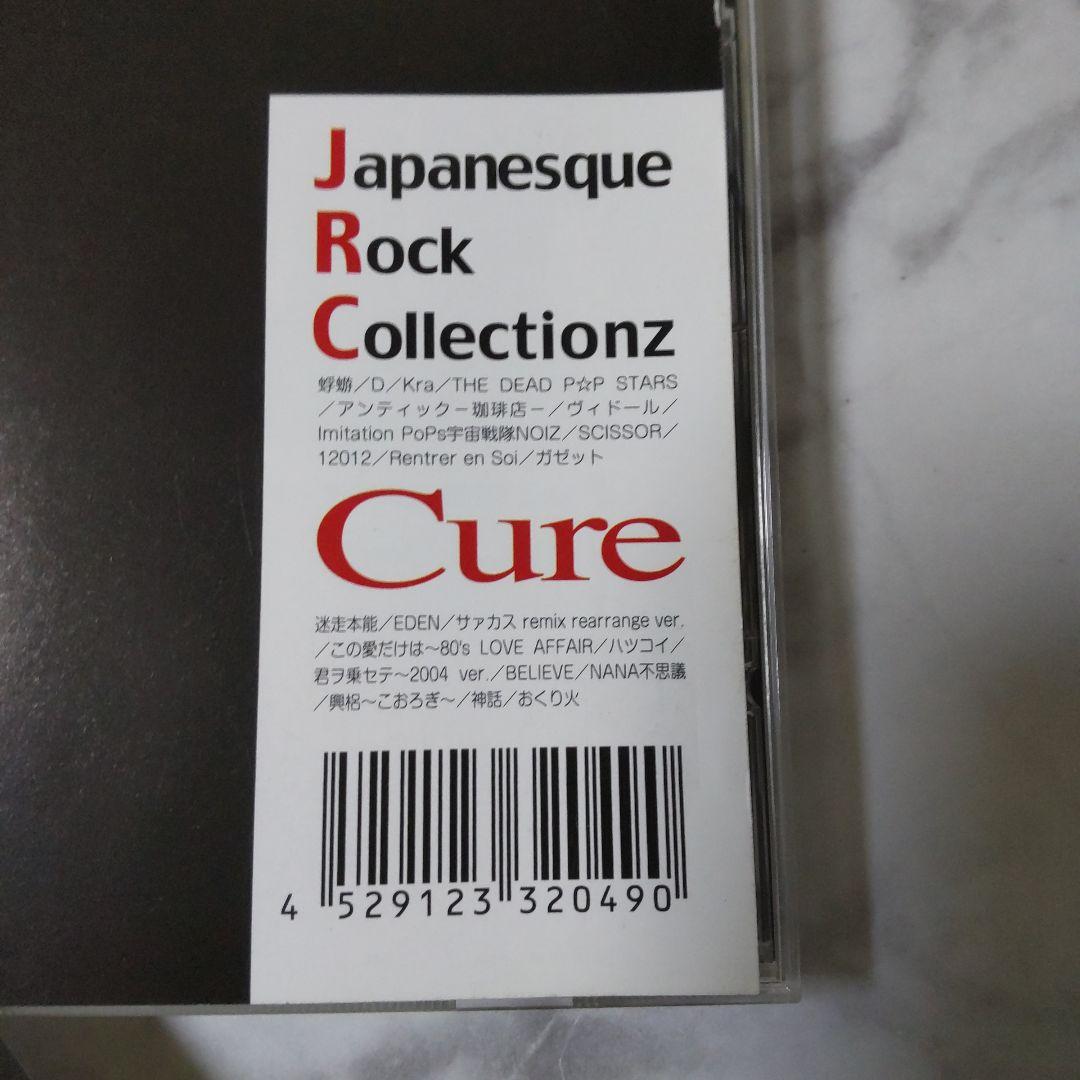 Japanesque
Rock
Collectionz
蜉蝣／D／Kra／THE DEAD P☆P STARS
／アンティック－珈琲店－／ヴィドール／
Imitation PoPs宇宙戦隊NOIZ／SCISSOR／
12012／Rentrer en Soi／ガゼット
Cure
迷走本能／EDEN／サァカス remix rearrange ver.
／この愛だけは～80's LOVE AFFAIR／ハツコイ／
君ヲ乗セテ～2004 ver.／BELIEVE／NANA不思議
／興梠～こおろぎ～／神話／おくり火
4 529123 320490